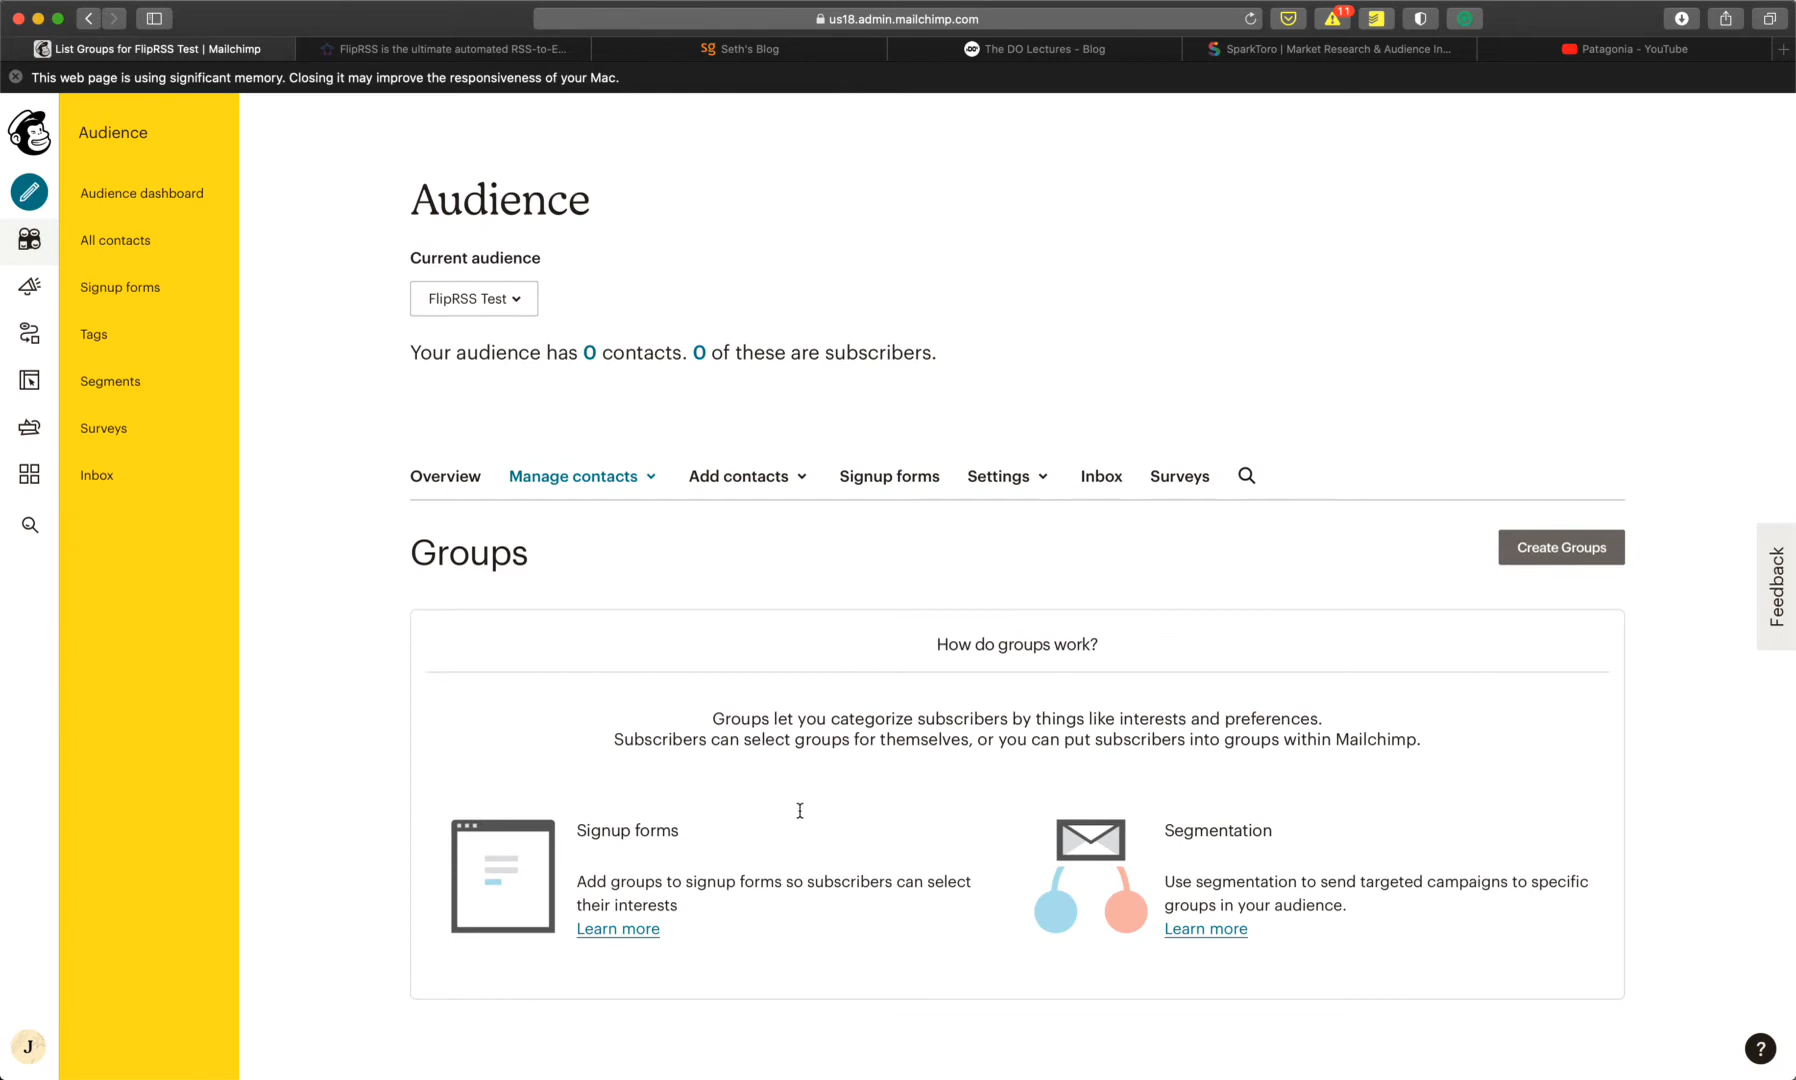 us18.admin.mailchimp.com
11
List Groups for FlipRSS Test | Mailchimp
FlipRSS is the ultimate automated RSS-to-E...
sg Seth's Blog
The DO Lectures - Blog
SparkToro | Market Research & Audience In...
Patagonia - YouTube
This web page is using significant memory. Closing it may improve the responsiveness of your Mac.
Audience
Audience dashboard
All contacts
Signup forms
Tags
Segments
Surveys
Inbox
J
Audience
Current audience
FlipRSS Test
Your audience has 0 contacts. 0 of these are subscribers.
Overview Manage contacts Add contacts Signup forms Settings Inbox Surveys
Groups
Create Groups
How do groups work?
Groups let you categorize subscribers by things like interests and preferences.
Subscribers can select groups for themselves, or you can put subscribers into groups within Mailchimp.
Signup forms
Add groups to signup forms so subscribers can select
their interests
Learn more
Segmentation
Use segmentation to send targeted campaigns to specific
groups in your audience.
Learn more
Feedback
?